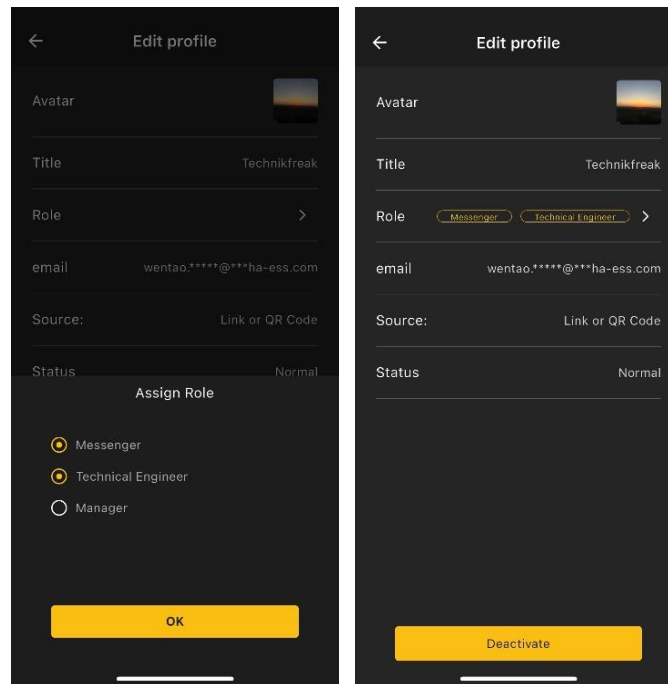 Edit profile
Avatar
Title Technikfreak
Role
email wentao.*****@***ha-ess.com
Source: Link or QR Code
Status Normal
Assign Role
Messenger
Technical Engineer
Manager
OK
Edit profile
Avatar
Title Technikfreak
Role Messenger Technical Engineer
email wentao.*****@***ha-ess.com
Source: Link or QR Code
Status Normal
Deactivate